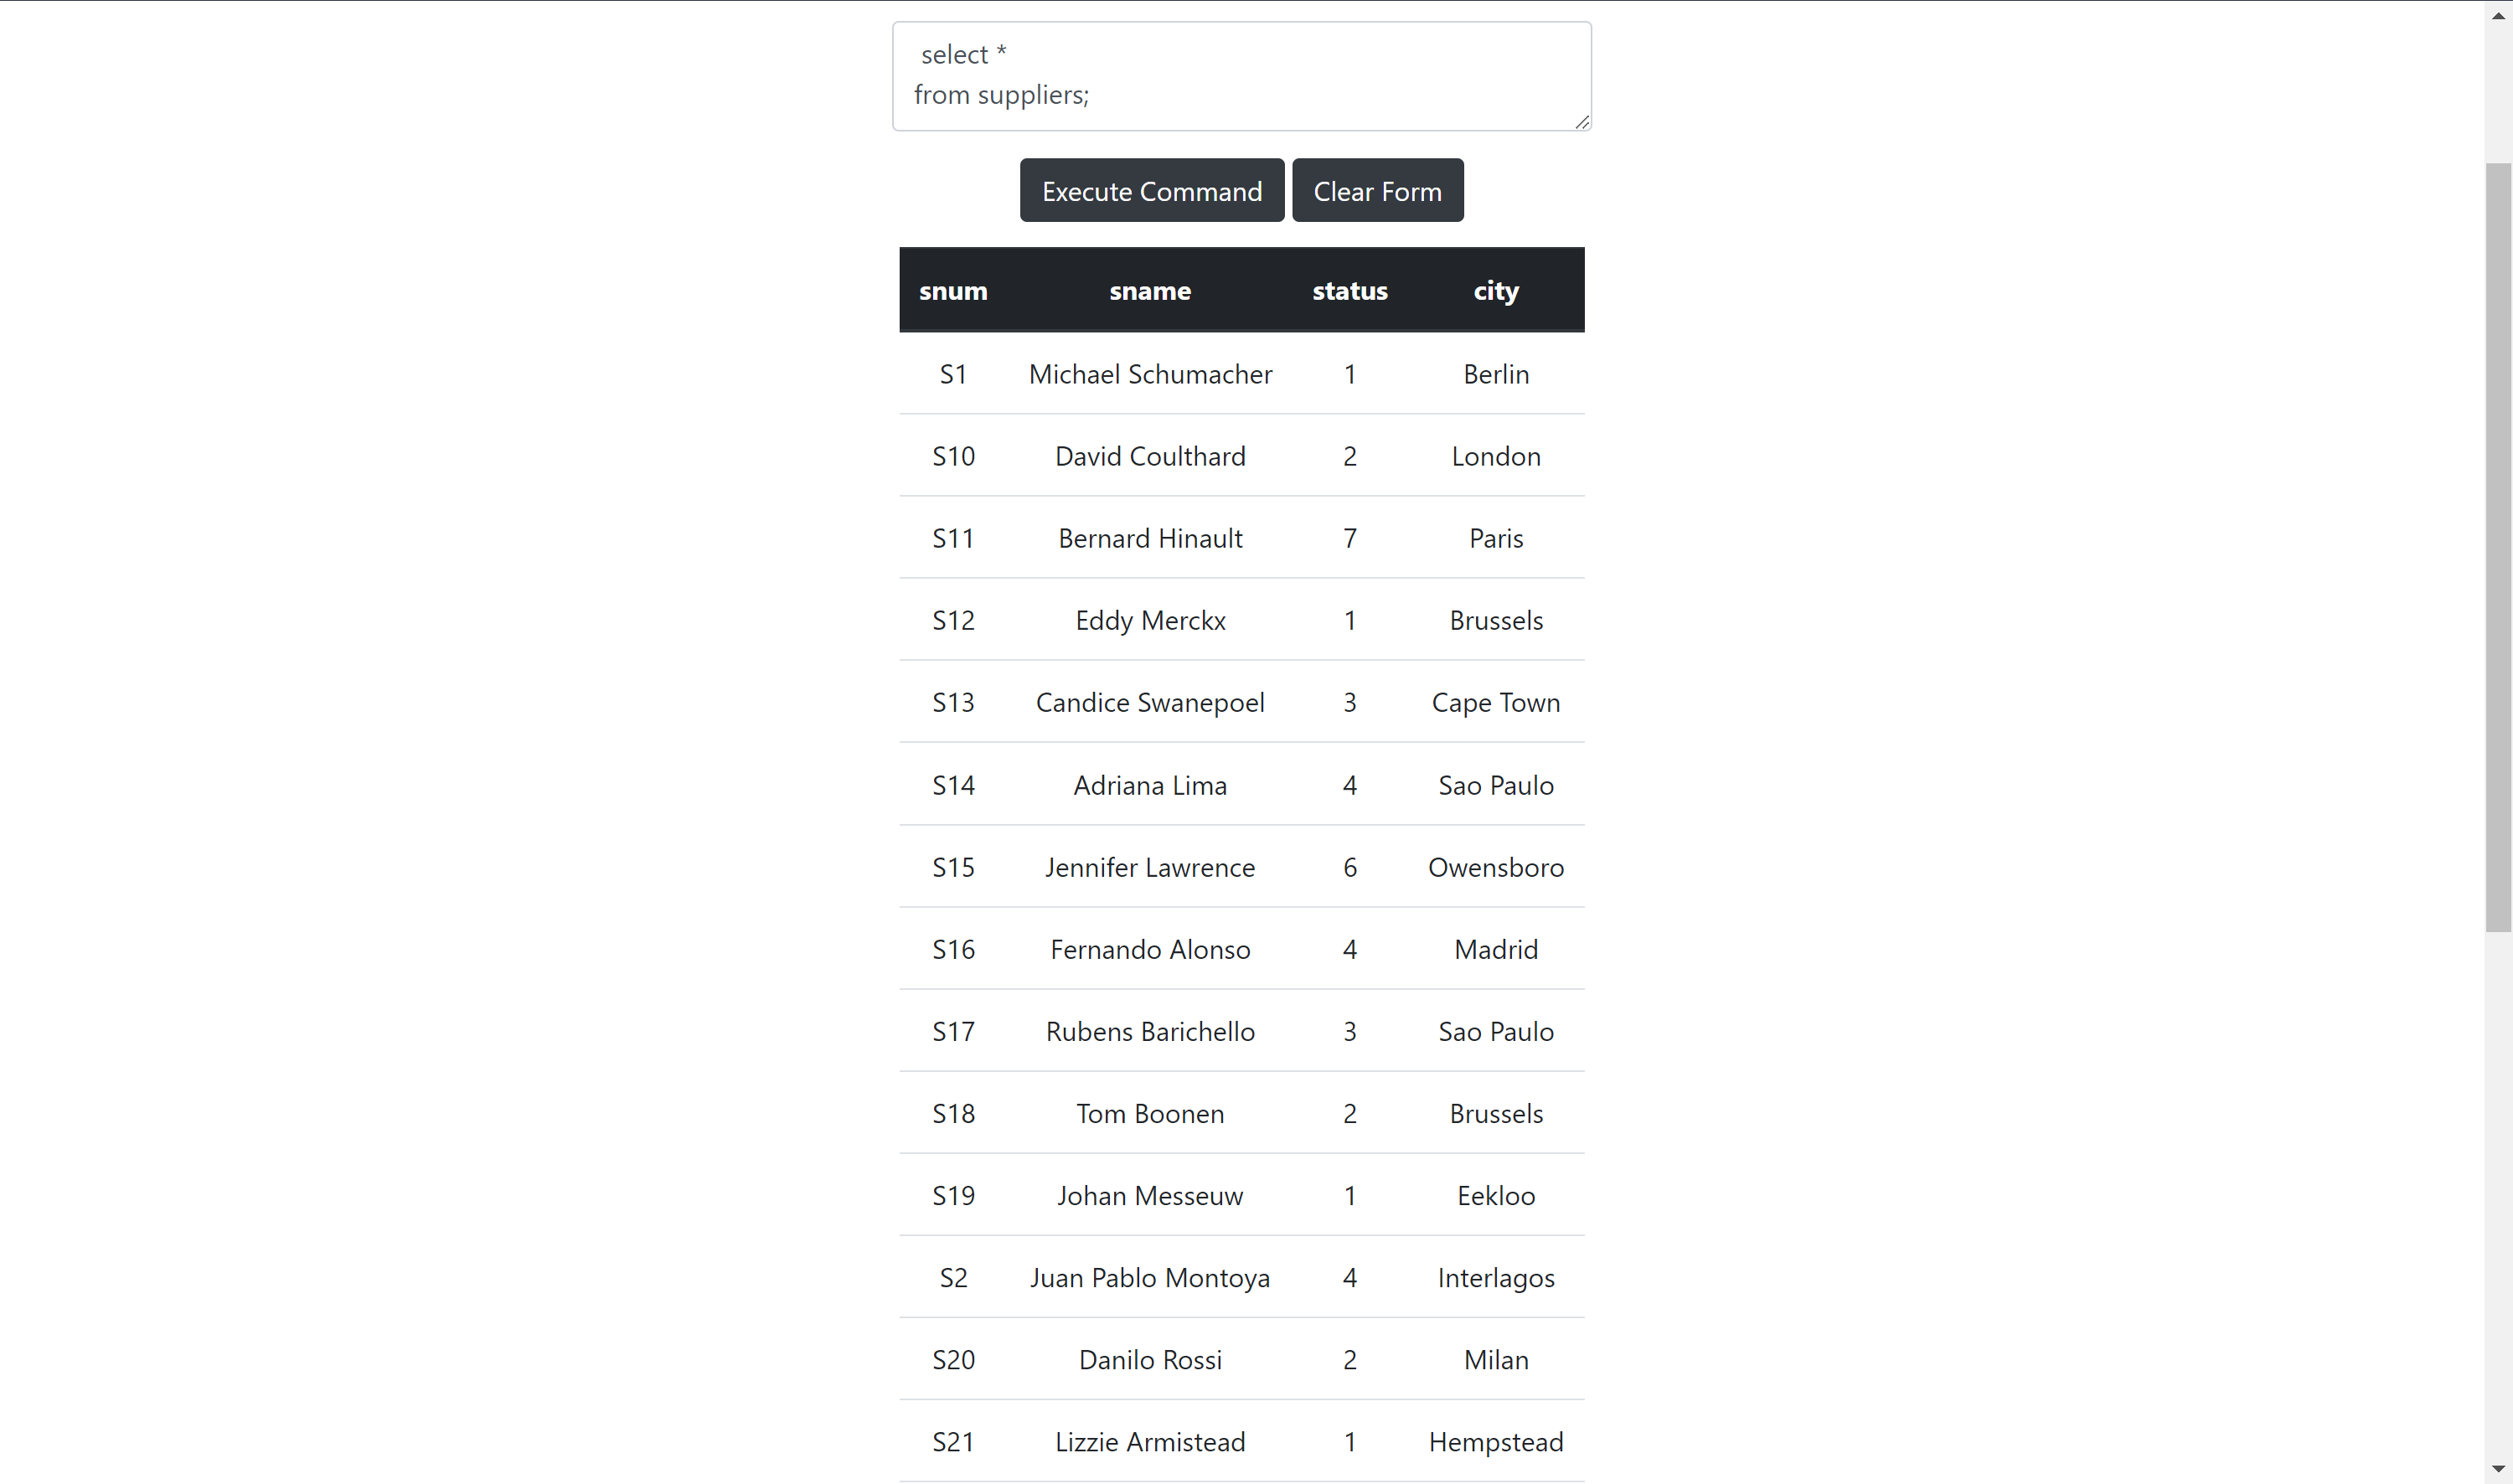 select *
from suppliers;
Execute Command Clear Form
snum sname status city
S1 Michael Schumacher 1 Berlin
S10 David Coulthard 2 London
S11 Bernard Hinault 7 Paris
S12 Eddy Merckx 1 Brussels
S13 Candice Swanepoel 3 Cape Town
S14 Adriana Lima 4 Sao Paulo
S15 Jennifer Lawrence 6 Owensboro
S16 Fernando Alonso 4 Madrid
S17 Rubens Barichello 3 Sao Paulo
S18 Tom Boonen 2 Brussels
S19 Johan Messeuw 1 Eekloo
S2 Juan Pablo Montoya 4 Interlagos
S20 Danilo Rossi 2 Milan
S21 Lizzie Armistead 1 Hempstead